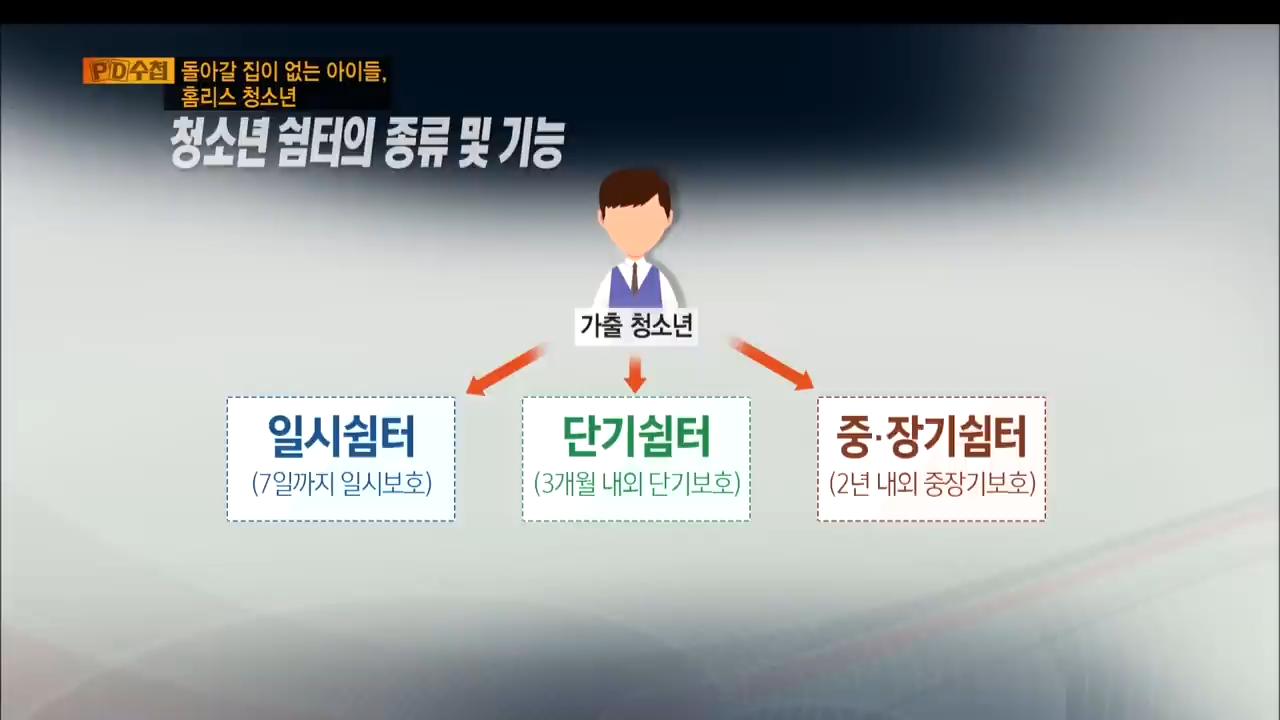 PD수첩 돌아갈 집이 없는 아이들,
홈리스 청소년
청소년 쉼터의 종류 및 기능
가출 청소년
일시쉼터
(7일까지 일시보호)
단기쉼터
(3개월 내외 단기보호)
중·장기쉼터
(2년 내외 중장기보호)